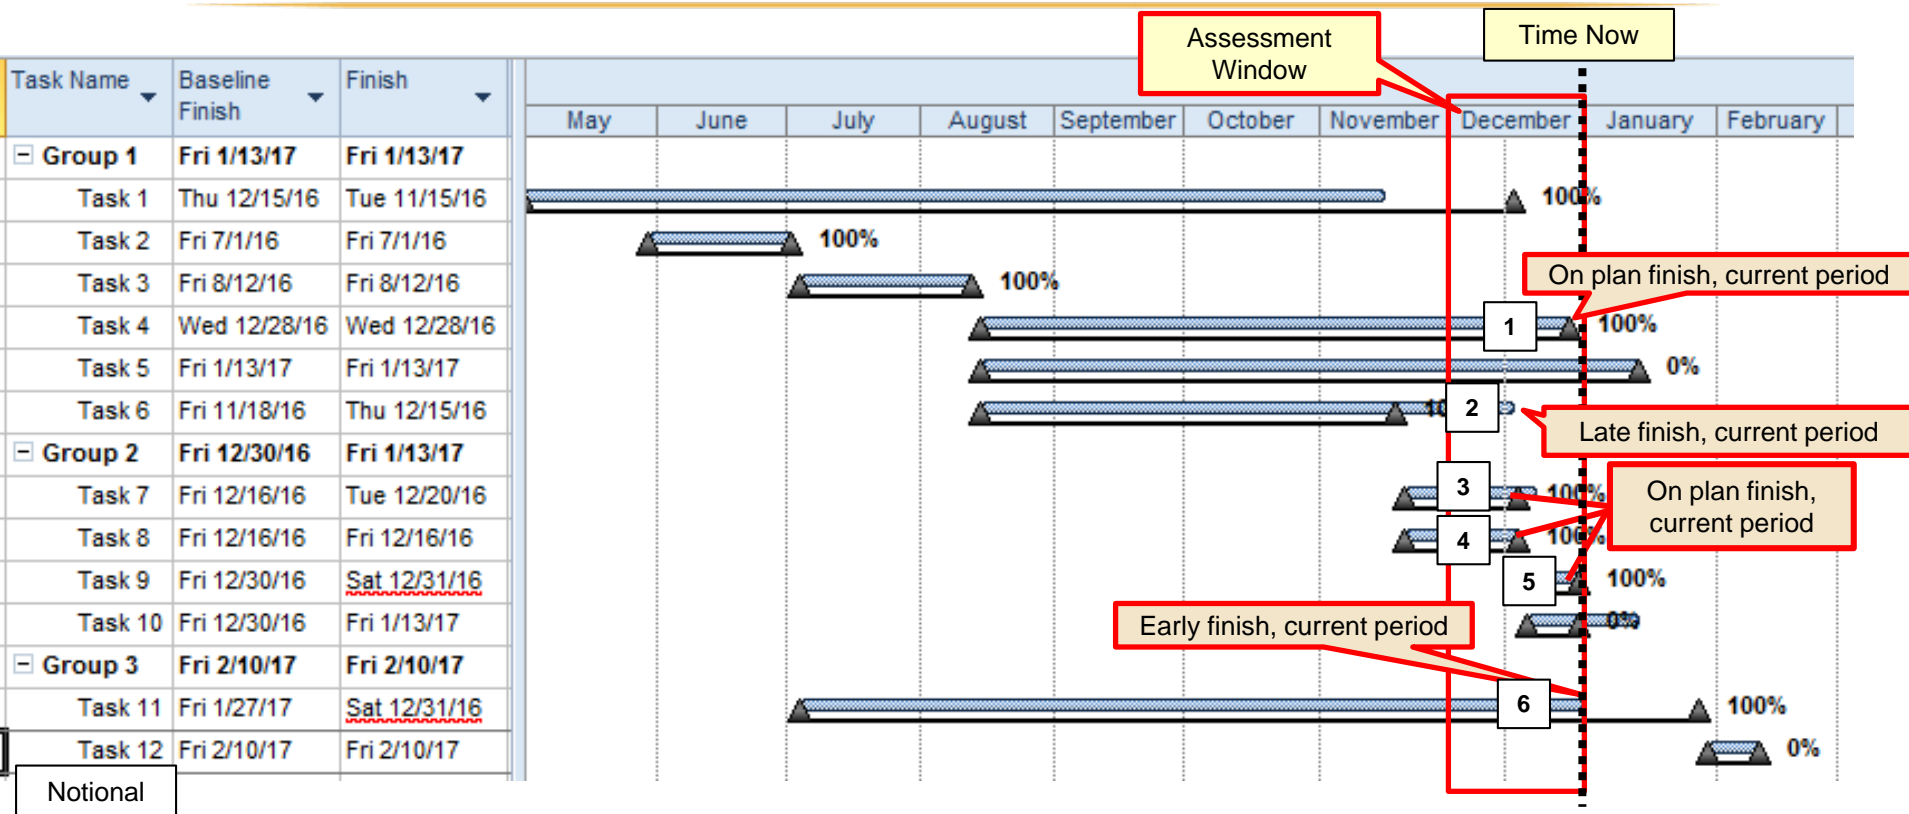 Assessment
Window
Time Now
Task Name
Baseline
Finish
Finish
May June July August September October November December January February
Group 1 Fri 1/13/17 Fri 1/13/17
Task 1 Thu 12/15/16 Tue 11/15/16 100%
Task 2 Fri 7/1/16 Fri 7/1/16 100%
Task 3 Fri 8/12/16 Fri 8/12/16 100%
On plan finish, current period
Task 4 Wed 12/28/16 Wed 12/28/16 1 100%
Task 5 Fri 1/13/17 Fri 1/13/17 0%
Task 6 Fri 11/18/16 Thu 12/15/16 2
Late finish, current period
Group 2 Fri 12/30/16 Fri 1/13/17
Task 7 Fri 12/16/16 Tue 12/20/16 3 100%
On plan finish,
current period
Task 8 Fri 12/16/16 Fri 12/16/16 4 100%
Task 9 Fri 12/30/16 Sat 12/31/16 5 100%
Task 10 Fri 12/30/16 Fri 1/13/17 0%
Early finish, current period
Group 3 Fri 2/10/17 Fri 2/10/17
Task 11 Fri 1/27/17 Sat 12/31/16 6 100%
Task 12 Fri 2/10/17 Fri 2/10/17 0%
Notional